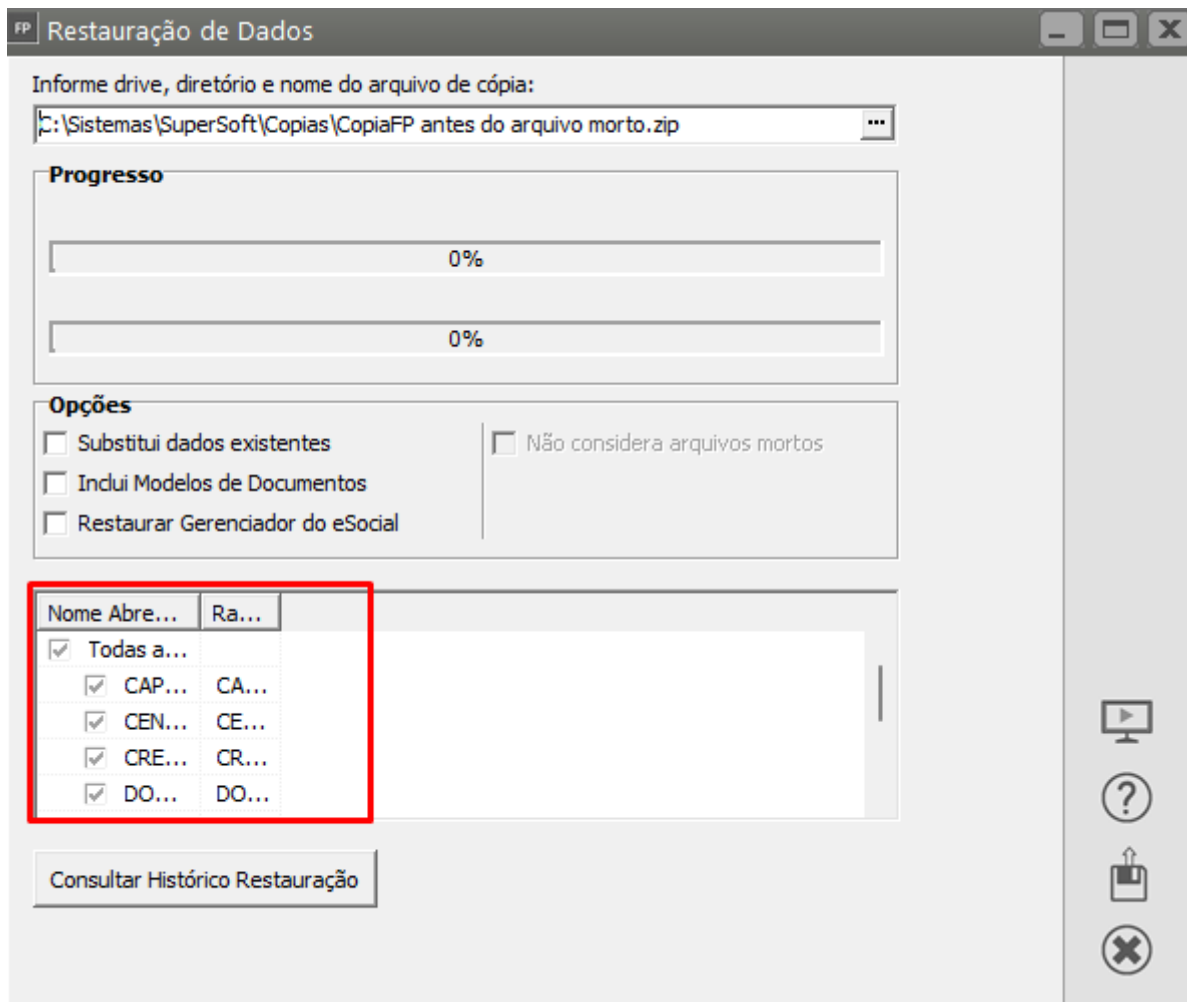 FP Restauração de Dados
Informe drive, diretório e nome do arquivo de cópia:
C:\Sistemas\SuperSoft\Copias\CopiaFP antes do arquivo morto.zip ...
Progresso
0%
0%
Opções
Substitui dados existentes
Não considera arquivos mortos
Inclui Modelos de Documentos
Restaurar Gerenciador do eSocial
Nome Abre... Ra...
Todas a...
CAP... CA...
CEN... CE...
CRE... CR...
DO... DO...
Consultar Histórico Restauração